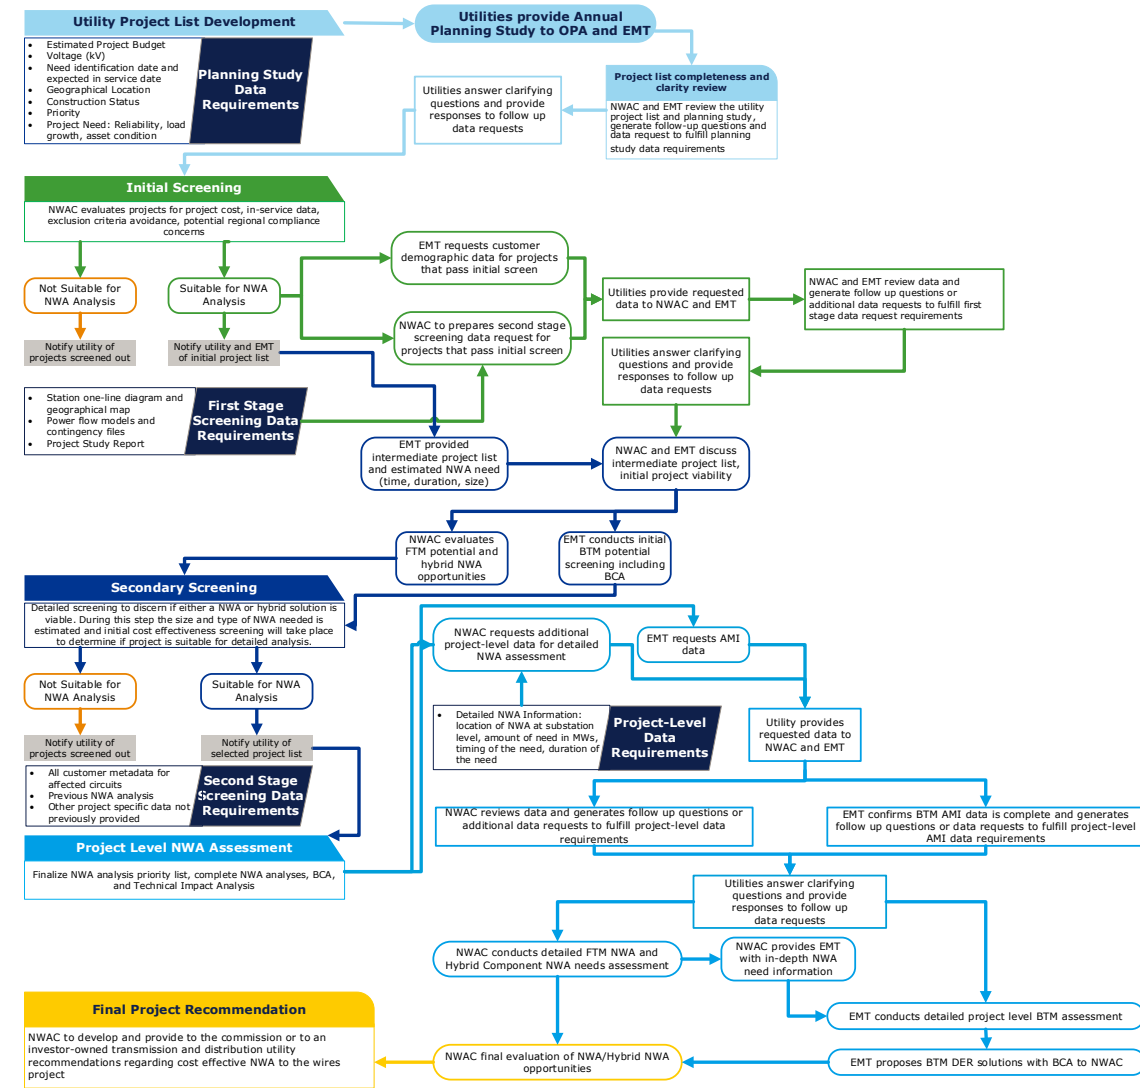 Utility Project List Development
Utilities provide Annual
Planning Study to OPA and EMT
• Estimated Project Budget
• Voltage (kV)
• Need identification date and
expected in service date
• Geographical Location
• Construction Status
• Priority
• Project Need: Reliability, load
growth, asset condition
Planning Study
Data
Requirements
Utilities answer clarifying
questions and provide
responses to follow up
data requests
Project list completeness and
clarity review
NWAC and EMT review the utility
project list and planning study,
generate follow-up questions and
data request to fulfill planning
study data requirements
Initial Screening
NWAC evaluates projects for project cost, in-service data,
exclusion criteria avoidance, potential regional compliance
concerns
Not Suitable for
NWA Analysis
Suitable for NWA
Analysis
Notify utility of
projects screened out
Notify utility and EMT
of initial project list
EMT requests customer
demographic data for projects
that pass initial screen
NWAC to prepares second stage
screening data request for
projects that pass initial screen
Utilities provide requested
data to NWAC and EMT
NWAC and EMT review data and
generate follow up questions or
additional data requests to fulfill first
stage data request requirements
Utilities answer clarifying
questions and provide
responses to follow up
data requests
• Station one-line diagram and
geographical map
• Power flow models and
contingency files
• Project Study Report
First Stage
Screening Data
Requirements
EMT provided
intermediate project list
and estimated NWA need
(time, duration, size)
NWAC and EMT discuss
intermediate project list,
initial project viability
NWAC evaluates
FTM potential and
hybrid NWA
opportunities
EMT conducts initial
BTM potential
screening including
BCA
Secondary Screening
Detailed screening to discern if either a NWA or hybrid solution is
viable. During this step the size and type of NWA needed is
estimated and initial cost effectiveness screening will take place
to determine if project is suitable for detailed analysis.
Not Suitable for
NWA Analysis
Suitable for NWA
Analysis
Notify utility of
projects screened out
Notify utility of
selected project list
• All customer metadata for
affected circuits
• Previous NWA analysis
• Other project specific data not
previously provided
Second Stage
Screening Data
Requirements
NWAC requests additional
project-level data for detailed
NWA assessment
EMT requests AMI
data
• Detailed NWA Information:
location of NWA at substation
level, amount of need in MWs,
timing of the need, duration of
the need
Project-Level
Data
Requirements
Utility provides
requested data to
NWAC and EMT
NWAC reviews data and generates follow up questions or
additional data requests to fulfill project-level data
requirements
EMT confirms BTM AMI data is complete and generates
follow up questions or data requests to fulfill project-level
AMI data requirements
Project Level NWA Assessment
Finalize NWA analysis priority list, complete NWA analyses, BCA,
and Technical Impact Analysis
Utilities answer clarifying
questions and provide
responses to follow up
data requests
NWAC conducts detailed FTM NWA and
Hybrid Component NWA needs assessment
NWAC provides EMT
with in-depth NWA
need information
EMT conducts detailed project level BTM assessment
EMT proposes BTM DER solutions with BCA to NWAC
NWAC final evaluation of NWA/Hybrid NWA
opportunities
Final Project Recommendation
NWAC to develop and provide to the commission or to an
investor-owned transmission and distribution utility
recommendations regarding cost effective NWA to the wires
project